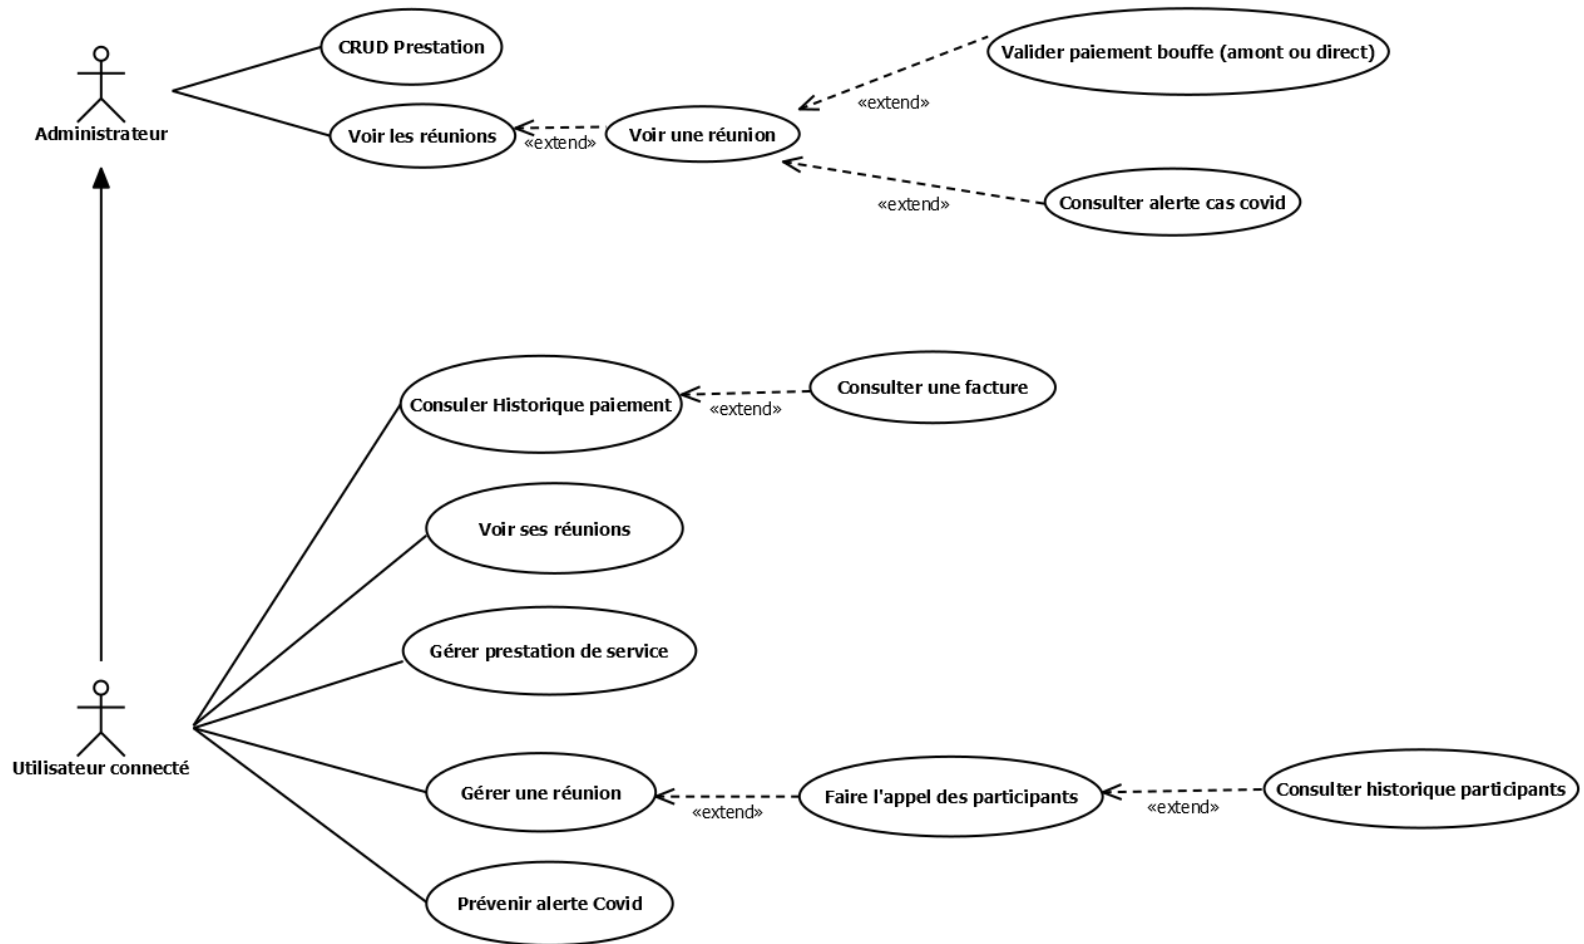 CRUD Prestation
Valider paiement bouffe (amont ou direct)
«extend»
Administrateur
Voir les réunions
«extend»
Voir une réunion
«extend»
Consulter alerte cas covid
Consuler Historique paiement
«extend»
Consulter une facture
Voir ses réunions
Gérer prestation de service
Utilisateur connecté
Gérer une réunion
«extend»
Faire l'appel des participants
«extend»
Consulter historique participants
Prévenir alerte Covid